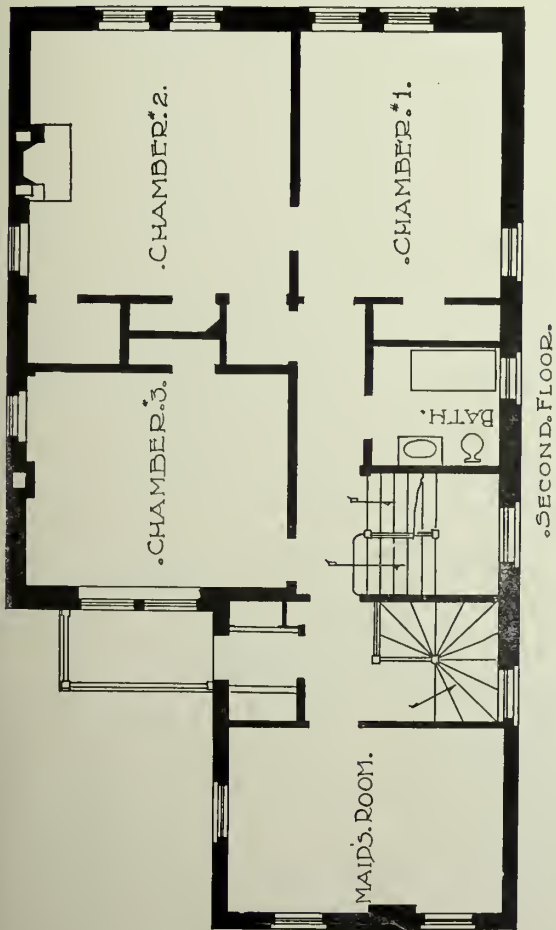 .CHAMBER.#2.
.CHAMBER.#1.
.CHAMBER.#3.
BATH.
MAID'S.ROOM.
.SECOND.FLOOR.